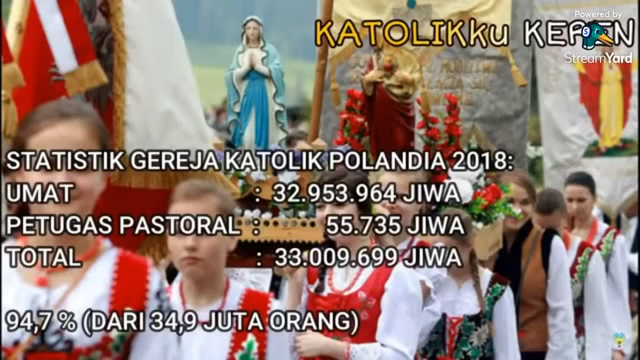 Powered by
KATOLIKku KEREN
StreamYard
STATISTIK GEREJA KATOLIK POLANDIA 2018:
UMAT : 32.953.964 JIWA
PETUGAS PASTORAL : 55.735 JIWA
TOTAL : 33.009.699 JIWA
94,7 % (DARI 34,9 JUTA ORANG)